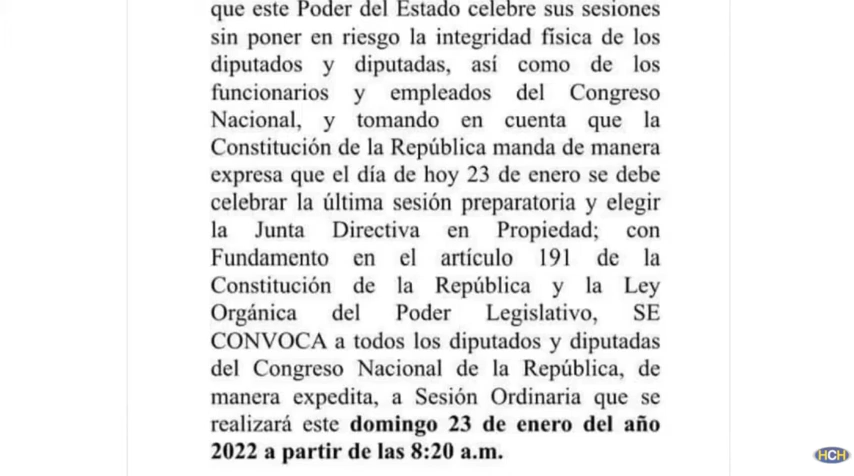 que este Poder del Estado celebre sus sesiones
sin poner en riesgo la integridad física de los
diputados y diputadas, así como de los
funcionarios y empleados del Congreso
Nacional, y tomando en cuenta que la
Constitución de la República manda de manera
expresa que el día de hoy 23 de enero se debe
celebrar la última sesión preparatoria y elegir
la Junta Directiva en Propiedad; con
Fundamento en el artículo 191 de la
Constitución de la República y la Ley
Orgánica del Poder Legislativo, SE
CONVOCA a todos los diputados y diputadas
del Congreso Nacional de la República, de
manera expedita, a Sesión Ordinaria que se
realizará este domingo 23 de enero del año
2022 a partir de las 8:20 a.m.
HCH